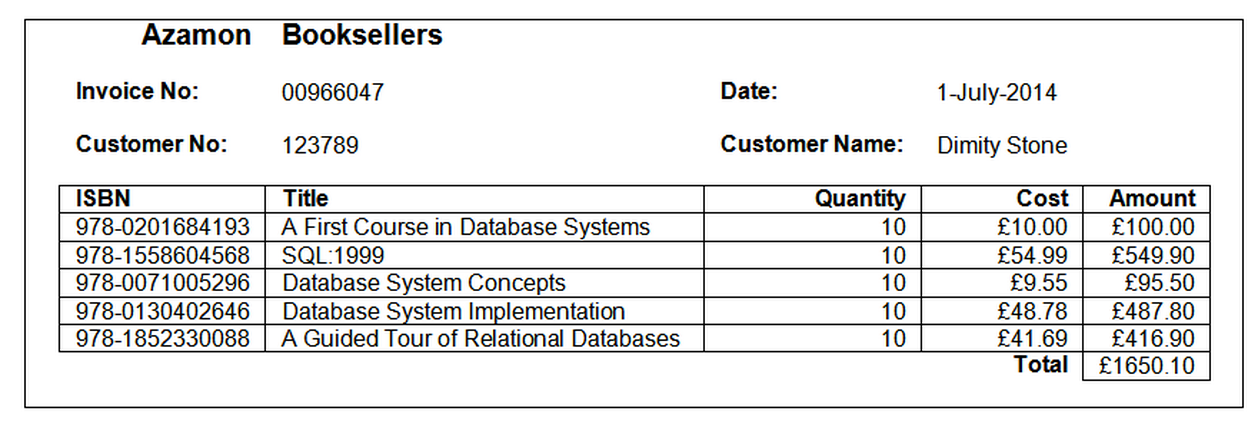 Azamon Booksellers
Invoice No: 00966047 Date: 1-July-2014
Customer No: 123789 Customer Name: Dimity Stone
ISBN Title Quantity Cost Amount
978-0201684193 A First Course in Database Systems 10 £10.00 £100.00
978-1558604568 SQL:1999 10 £54.99 £549.90
978-0071005296 Database System Concepts 10 £9.55 £95.50
978-0130402646 Database System Implementation 10 £48.78 £487.80
978-1852330088 A Guided Tour of Relational Databases 10 £41.69 £416.90
Total £1650.10